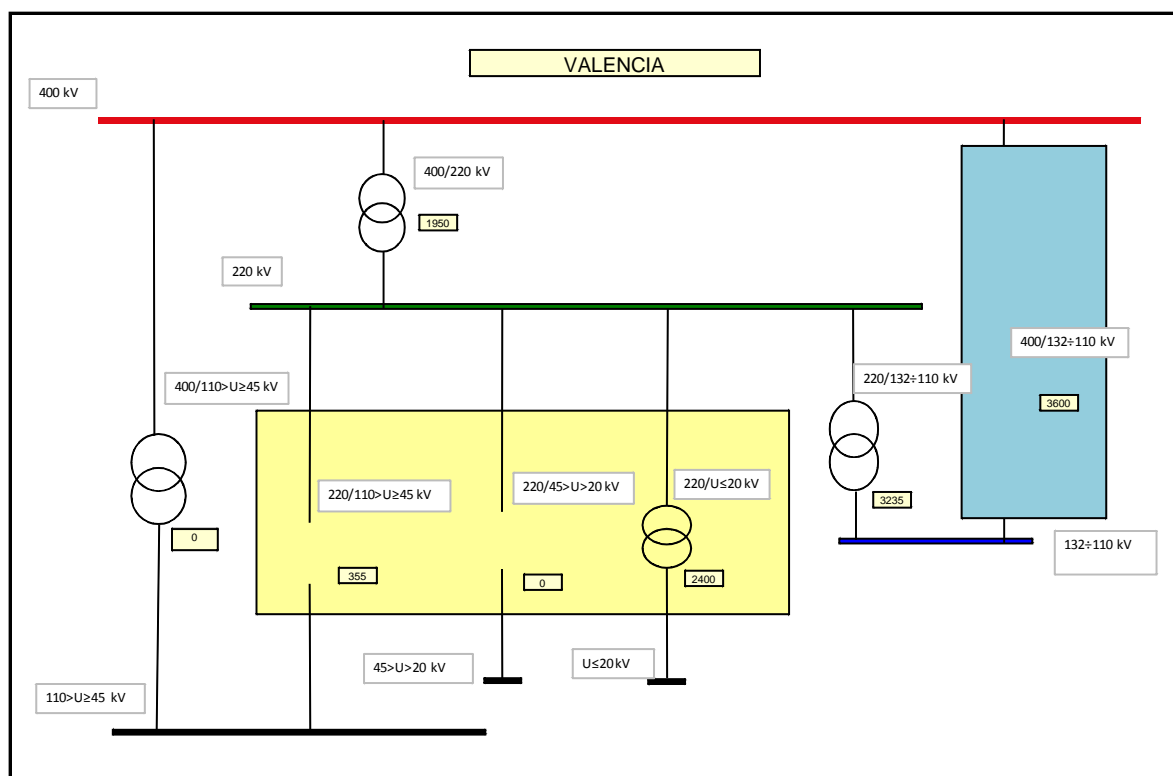 VALENCIA
400 kV
400/220 kV
1950
220 kV
400/132÷110 kV
220/132÷110 kV
400/110>U≥45 kV
3600
220/110>U≥45 kV
220/45>U>20 kV
220/U≤20 kV
3235
0
132÷110 kV
355
0
2400
45>U>20 kV
U≤20 kV
110>U≥45 kV